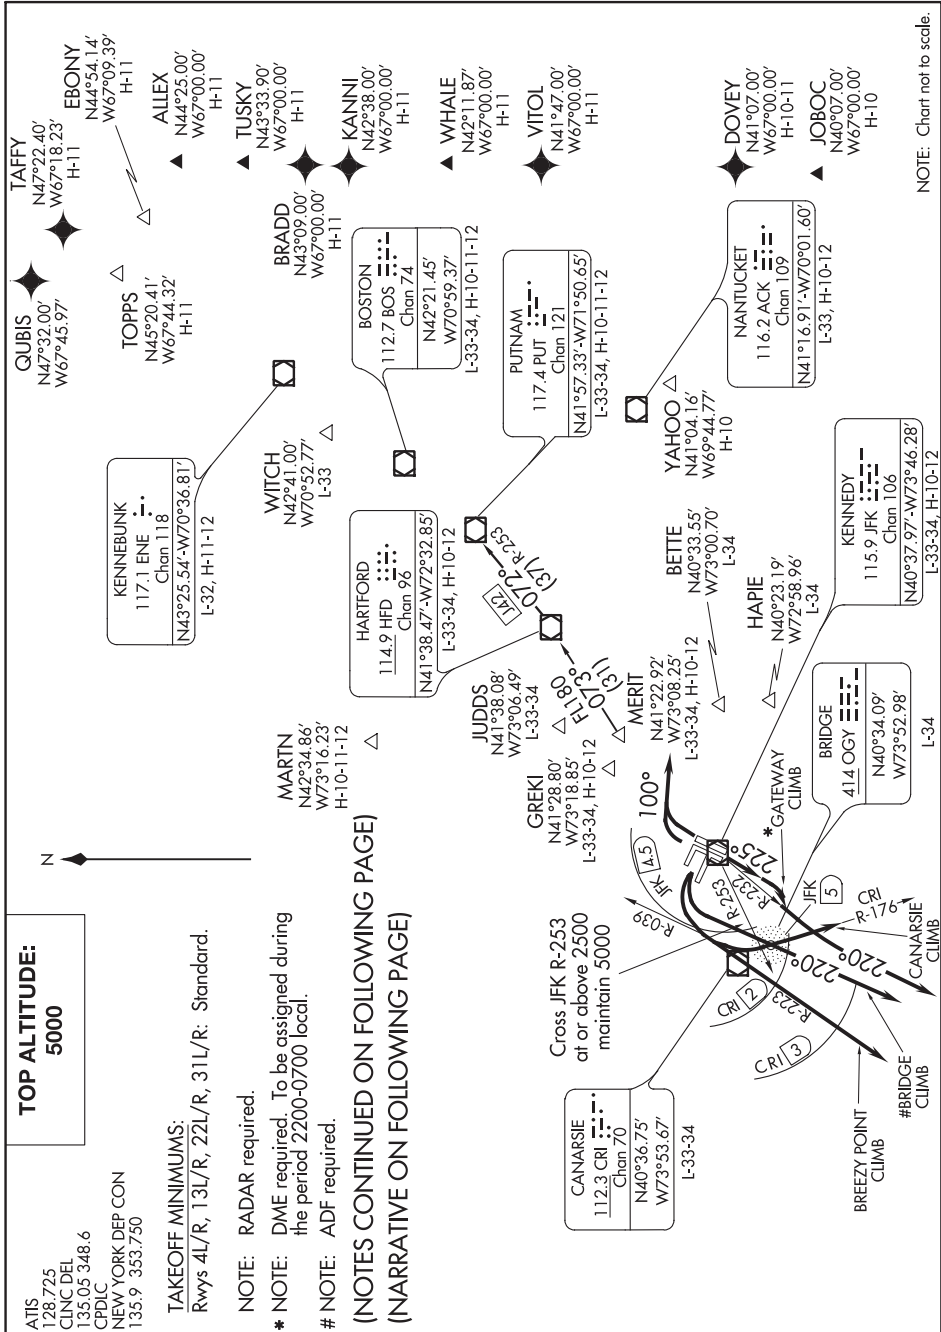 TOP ALTITUDE:
5000
ATIS
128.725
CLNC DEL
135.05 348.6
CPDLC
NEW YORK DEP CON
135.9 353.750
TAKEOFF MINIMUMS:
Rwys 4L/R, 13L/R, 22L/R, 31L/R: Standard.
NOTE: RADAR required.
* NOTE: DME required. To be assigned during
the period 2200-0700 local.
# NOTE: ADF required.
(NOTES CONTINUED ON FOLLOWING PAGE)
(NARRATIVE ON FOLLOWING PAGE)
N
QUBIS
N47°32.00'
W67°45.97'
TAFFY
N47°22.40'
W67°18.23'
H-11
EBONY
N44°54.14'
W67°09.39'
H-11
TOPPS
N45°20.41'
W67°44.32'
H-11
ALLEX
N44°25.00'
W67°00.00'
H-11
TUSKY
N43°33.90'
W67°00.00'
H-11
BRADD
N43°09.00'
W67°00.00'
H-11
KANNI
N42°38.00'
W67°00.00'
H-11
WHALE
N42°11.87'
W67°00.00'
H-11
VITOL
N41°47.00'
W67°00.00'
H-11
DOVEY
N41°07.00'
W67°00.00'
H-10-11
JOBOC
N40°07.00'
W67°00.00'
H-10
KENNEBUNK
117.1 ENE
Chan 118
N43°25.54'-W70°36.81'
L-32, H-11-12
WITCH
N42°41.00'
W70°52.77'
L-33
BOSTON
112.7 BOS
Chan 74
N42°21.45'
W70°59.37'
L-33-34, H-10-11-12
PUTNAM
117.4 PUT
Chan 121
N41°57.33'-W71°50.65'
L-33-34, H-10-11-12
NANTUCKET
116.2 ACK
Chan 109
N41°16.91'-W70°01.60'
L-33, H-10-12
YAHOO
N41°04.16'
W69°44.77'
H-10
HARTFORD
114.9 HFD
Chan 96
N41°38.47'-W72°32.85'
L-33-34, H-10-12
R-253
072°
(37)
J42
MARTN
N42°34.86'
W73°16.23'
H-10-11-12
JUDDS
N41°38.08'
W73°06.49'
L-33-34
FL180
073°
(31)
GREKI
N41°28.80'
W73°18.85'
L-33-34, H-10-12
MERIT
N41°22.92'
W73°08.25'
L-33-34, H-10-12
BETTE
N40°33.55'
W73°00.70'
L-34
HAPIE
N40°23.19'
W72°58.96'
L-34
KENNEDY
115.9 JFK
Chan 106
N40°37.97'-W73°46.28'
L-33-34, H-10-12
BRIDGE
414 OGY
N40°34.09'
W73°52.98'
L-34
CANARSIE
112.3 CRI
Chan 70
N40°36.75'
W73°53.67'
L-33-34
Cross JFK R-253
at or above 2500
maintain 5000
100°
JFK 4.5
R-039
R-253
R-232
225°
*GATEWAY
CLIMB
JFK
5
CRI
R-176
CANARSIE
CLIMB
220°
220°
CRI 2
R-223
CRI 3
#BRIDGE
CLIMB
BREEZY POINT
CLIMB
NOTE: Chart not to scale.